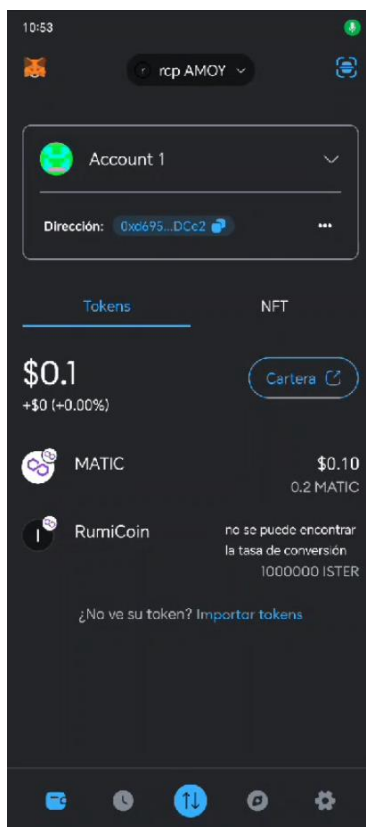 10:53
r rcp AMOY
Account 1
Dirección: 0xd695...DCc2
Tokens NFT
$0.1
Cartera
+$0 (+0.00%)
MATIC $0.10
0.2 MATIC
I RumiCoin no se puede encontrar
la tasa de conversión
1000000 ISTER
¿No ve su token? Importar tokens